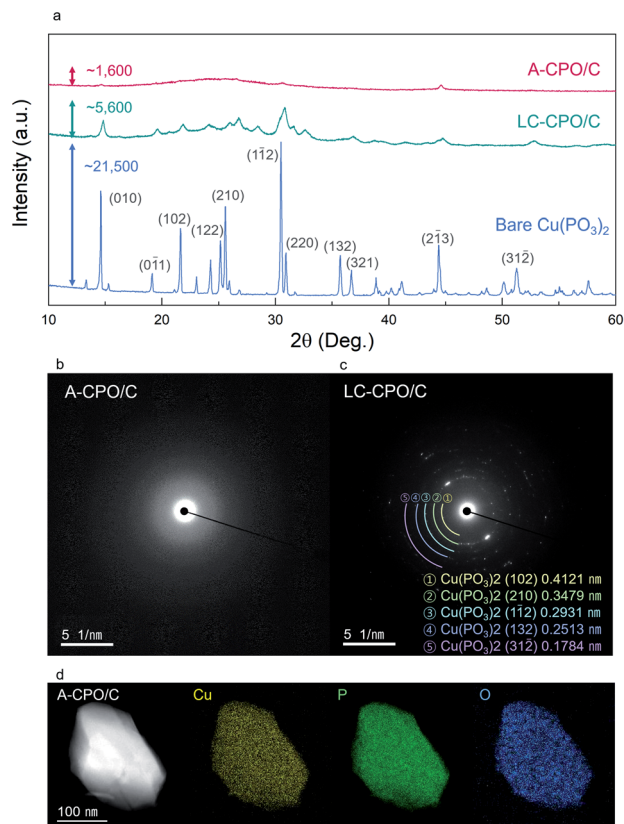 a
Intensity (a.u.)
~1,600
A-CPO/C
~5,600
LC-CPO/C
~21,500
(11̄2)
(010)
(210)
(102)
(122)
Bare Cu(PO₃)₂
(01̄1)
(220)
(132)
(321)
(21̄3)
(312̄)
10 20 30 40 50 60
2θ (Deg.)
b
A-CPO/C
5 1/nm
c
LC-CPO/C
⑤ ④ ③ ② ①
① Cu(PO₃)2 (102) 0.4121 nm
② Cu(PO₃)2 (210) 0.3479 nm
③ Cu(PO₃)2 (11̄2) 0.2931 nm
④ Cu(PO₃)2 (132) 0.2513 nm
⑤ Cu(PO₃)2 (312̄) 0.1784 nm
5 1/nm
d
A-CPO/C
Cu
P
O
100 nm